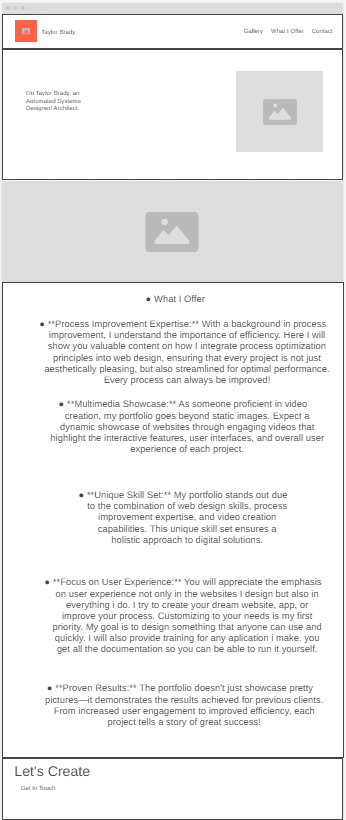 Taylor Brady
Gallery What I Offer Contact
I'm Taylor Brady, an
Automated Systems
Designer/ Architect.
● What I Offer
● **Process Improvement Expertise:** With a background in process
improvement, I understand the importance of efficiency. Here I will
show you valuable content on how I integrate process optimization
principles into web design, ensuring that every project is not just
aesthetically pleasing, but also streamlined for optimal performance.
Every process can always be improved!
● **Multimedia Showcase:** As someone proficient in video
creation, my portfolio goes beyond static images. Expect a
dynamic showcase of websites through engaging videos that
highlight the interactive features, user interfaces, and overall user
experience of each project.
● **Unique Skill Set:** My portfolio stands out due
to the combination of web design skills, process
improvement expertise, and video creation
capabilities. This unique skill set ensures a
holistic approach to digital solutions.
● **Focus on User Experience:** You will appreciate the emphasis
on user experience not only in the websites I design but also in
everything i do. I try to create your dream website, app, or
improve your process. Customizing to your needs is my first
priority. My goal is to design something that anyone can use and
quickly. I will also provide training for any aplication i make. you
get all the documentation so you can be able to run it yourself.
● **Proven Results:** The portfolio doesn't just showcase pretty
pictures—it demonstrates the results achieved for previous clients.
From increased user engagement to improved efficiency, each
project tells a story of great success!
Let's Create
Get In Touch